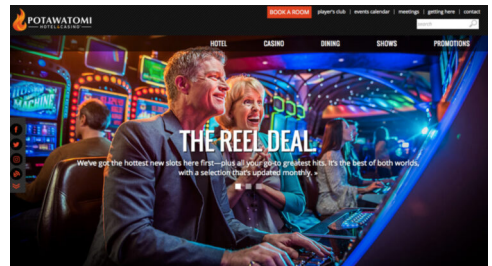 POTAWATOMI
HOTEL&CASINO
BOOK A ROOM player's club | events calendar | meetings | getting here | contact
search
HOTEL CASINO DINING SHOWS PROMOTIONS
MACHINE
THE REEL DEAL.
We've got the hottest new slots here first—plus all your go-to greatest hits. It's the best of both worlds,
with a selection that's updated monthly. »